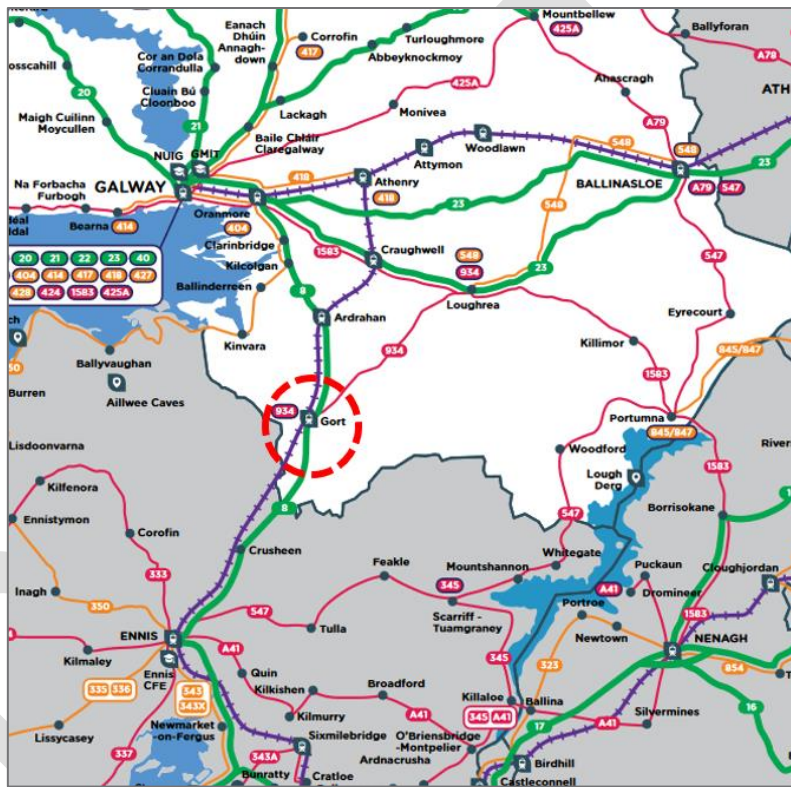 Eanach
Dhúin
Annagh-
down
Corrofin
417
Turloughmore
Abbeyknockmoy
Mountbellew
425A
Ballyforan
A78
Cor an Dola
Corrandulla
osscahill
Cluain Bú
Cloonboo
20
21
Lackagh
425A
Monivea
Ahascragh
A79
ATH
Maigh Cuilinn
Moycullen
NUIG
GMIT
Baile Chláir
Claregalway
Attymon
Woodlawn
548
548
23
Na Forbacha
Furbogh
GALWAY
418
Athenry
418
BALLINASLOE
A79
547
Béal
dal
Bearna
414
Oranmore
404
23
548
Clarinbridge
1583
Craughwell
548
934
23
547
20 21 22 23 40
404 414 417 418 427
428 424 1583 425A
Kilcolgan
Ballinderreen
8
Loughrea
Ardrahan
Eyrecourt
Kinvara
934
Killimor
845/847
Ballyvaughan
50
Burren
Aillwee Caves
1583
934
Gort
Portumna
845/847
Lisdoonvarna
Woodford
River
Kilfenora
Lough
Derg
1583
8
547
Borrisokane
Ennistymon
Corofin
Crusheen
Whitegate
Feakle
Mountshannon
Puckaun
Cloughjordan
333
345
A41
Dromineer
Inagh
350
547
Scarriff -
Tuamgraney
Portroe
1583
ENNIS
Tulla
Newtown
NENAGH
Kilmaley
Ennis
CFE
A41
Quin
345
323
854
335 336
343
343X
Kilkishen
Broadford
Killaloe
Ballina
Silvermines
16
Lissycasey
Newmarket
-on-Fergus
Kilmurry
A41
345 A41
17
A41
Sixmilebridge
O'Briensbridge
-Montpelier
337
343A
Ardnacrusha
Birdhill
Bunratty
Cratloe
Castleconnell